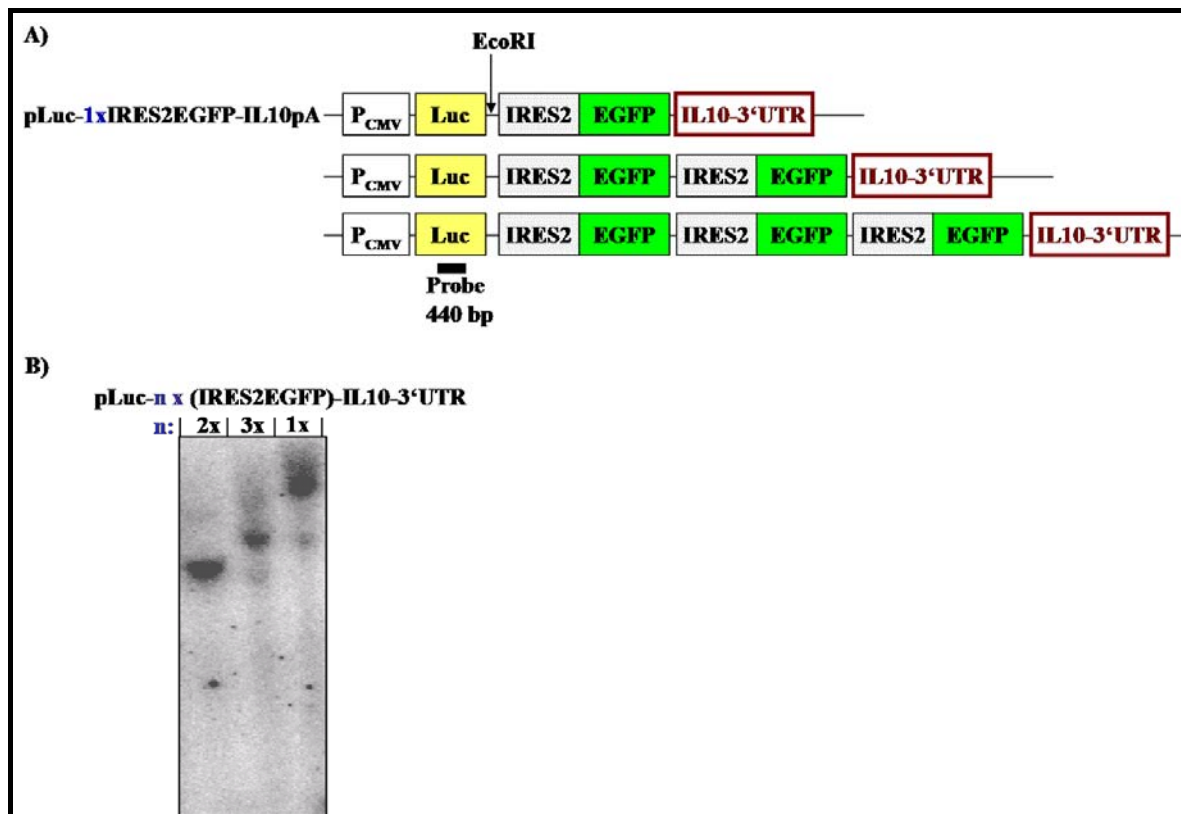 A)
EcoRI
pLuc-1xIRES2EGFP-IL10pA PCMV Luc IRES2 EGFP IL10-3‘UTR
PCMV Luc IRES2 EGFP IRES2 EGFP IL10-3‘UTR
PCMV Luc IRES2 EGFP IRES2 EGFP IRES2 EGFP IL10-3‘UTR
Probe
440 bp
B)
pLuc-n x (IRES2EGFP)-IL10-3‘UTR
n: | 2x | 3x | 1x |